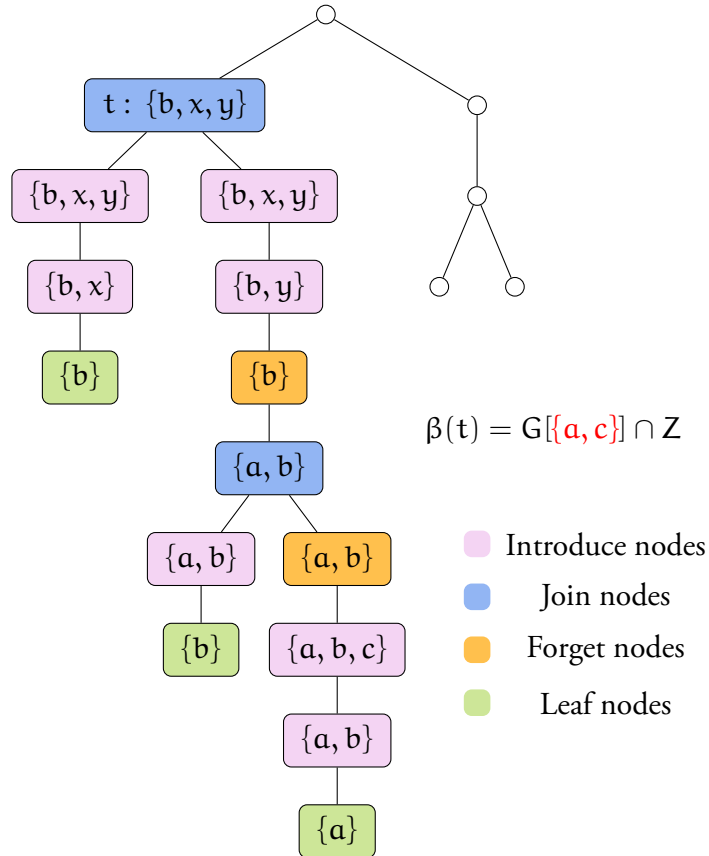 t : {b, x, y}
{b, x, y} {b, x, y}
{b, x} {b, y}
{b} {b}
β(t) = G[{a, c}] ∩ Z
{a, b}
{a, b} {a, b} Introduce nodes
Join nodes
{b} {a, b, c} Forget nodes
Leaf nodes
{a, b}
{a}